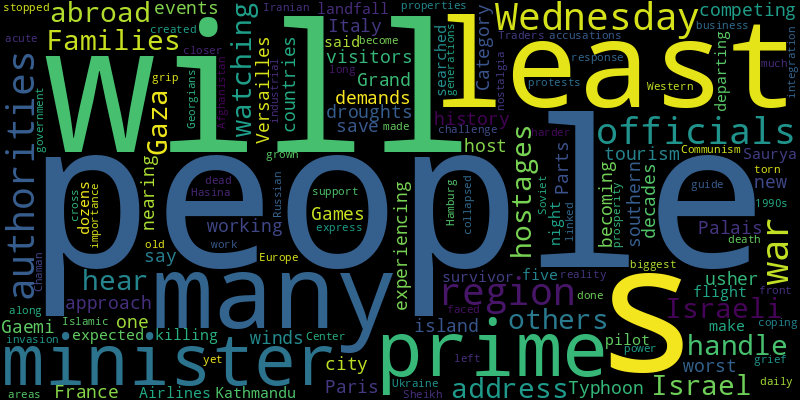 stopped
abroad
events
Iranian
landfall
properties
Wednesday
competing
Families
created
will
watching
Versailles
industrial
said
Italy
become
visitors
long
Grand
countries
demands
droughts
save
made
history
challenge
host
least
searched
generations
Category
nostalgia
Traders
accusations
protests
response
Western
business
departing
much
integration
acute
closer
grip
Gaza
Georgians
Afghanistan
authorities
government
people
grown
officials
tourism
Communism
Saurya
torn
new
guide
1990s
Palais
death
war
hostages
Parts
night
linked
Soviet
becoming
prosperity
southern
decades
cross
dozens
importance
nearing
dead
Hasina
Russian
support
Games
express
working
old
work
say
Europe
experiencing
Hamburg
collapsed
Chaman
hear
many
approach
along
Gaemi
Islamic
one
invasion
expected
killing
winds
Center
yet
minister
city
areas
France
Airlines
Kathmandu
Paris
survivor
five
reality
region
done
faced
island
others
prime
left
Ukraine
Sheikh
address
Typhoon
biggest
s
pilot
power
usher
flight
front
Israeli
make
coping
handle
worst
grief
Israel
daily
harder